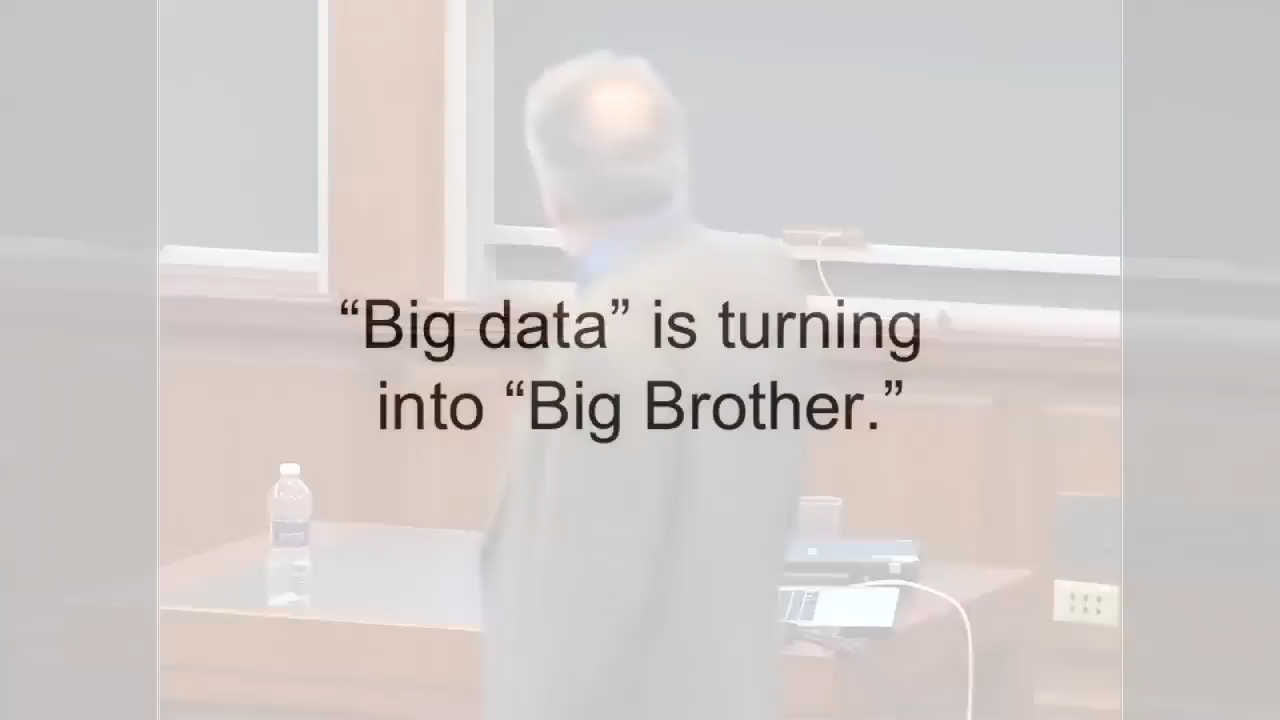 “Big data” is turning
into “Big Brother.”